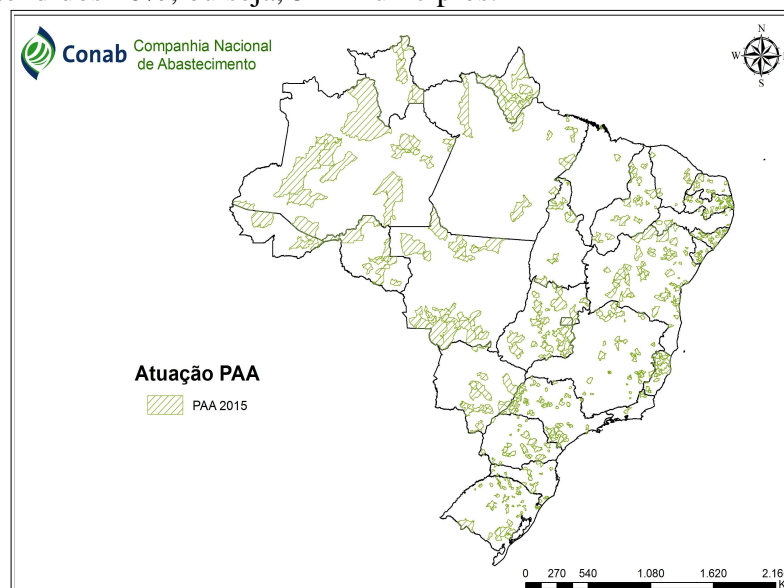 Conab Companhia Nacional
de Abastecimento
N
W
S
Atuação PAA
PAA 2015
0 270 540 1.080 1.620